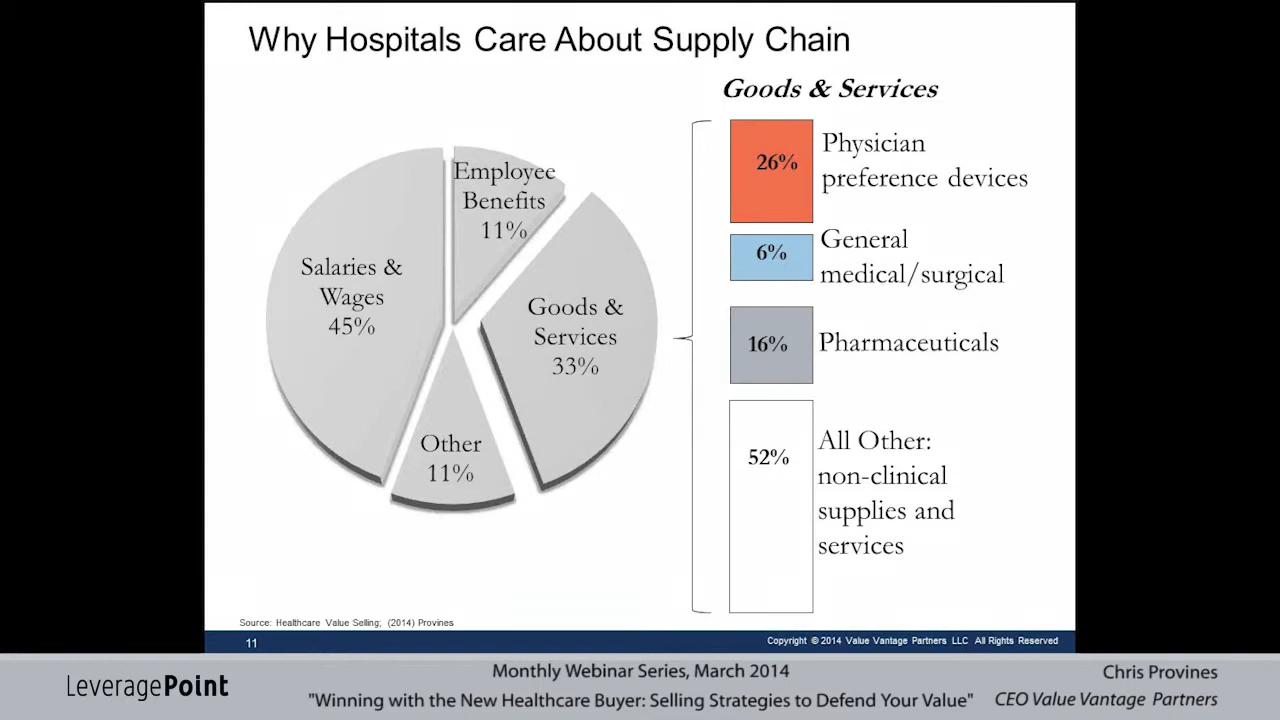 Why Hospitals Care About Supply Chain
Goods & Services
Employee
Benefits
11%
Salaries &
Wages
45%
Goods &
Services
33%
Other
11%
26%
Physician
preference devices
6%
General
medical/surgical
16%
Pharmaceuticals
52%
All Other:
non-clinical
supplies and
services
Source: Healthcare Value Selling; (2014) Provines
11
Copyright © 2014 Value Vantage Partners LLC All Rights Reserved
LeveragePoint
Monthly Webinar Series, March 2014
"Winning with the New Healthcare Buyer: Selling Strategies to Defend Your Value"
Chris Provines
CEO Value Vantage Partners